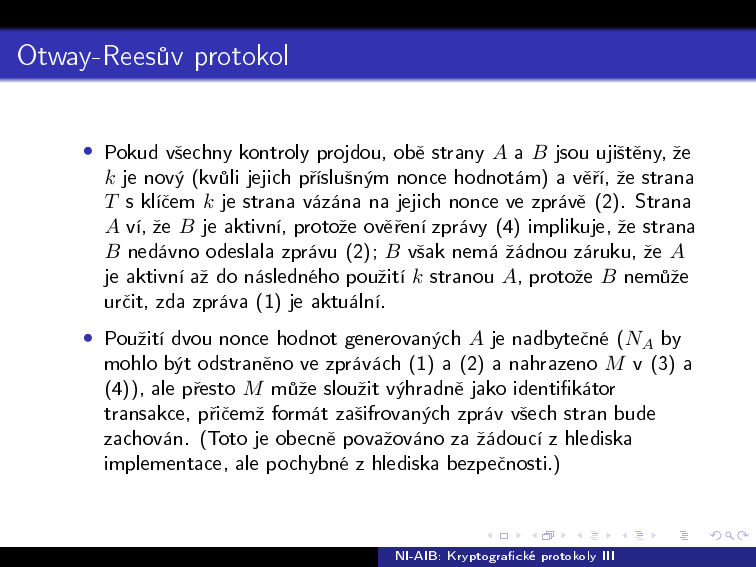 Otway-Reesův protokol
• Pokud všechny kontroly projdou, obě strany A a B jsou ujištěny, že
k je nový (kvůli jejich příslušným nonce hodnotám) a věří, že strana
T s klíčem k je strana vázána na jejich nonce ve zprávě (2). Strana
A ví, že B je aktivní, protože ověření zprávy (4) implikuje, že strana
B nedávno odeslala zprávu (2); B však nemá žádnou záruku, že A
je aktivní až do následného použití k stranou A, protože B nemůže
určit, zda zpráva (1) je aktuální.
• Použití dvou nonce hodnot generovaných A je nadbytečné (N_A by
mohlo být odstraněno ve zprávách (1) a (2) a nahrazeno M v (3) a
(4)), ale přesto M může sloužit výhradně jako identifikátor
transakce, přičemž formát zašifrovaných zpráv všech stran bude
zachován. (Toto je obecně považováno za žádoucí z hlediska
implementace, ale pochybné z hlediska bezpečnosti.)
NI-AIB: Kryptografické protokoly III